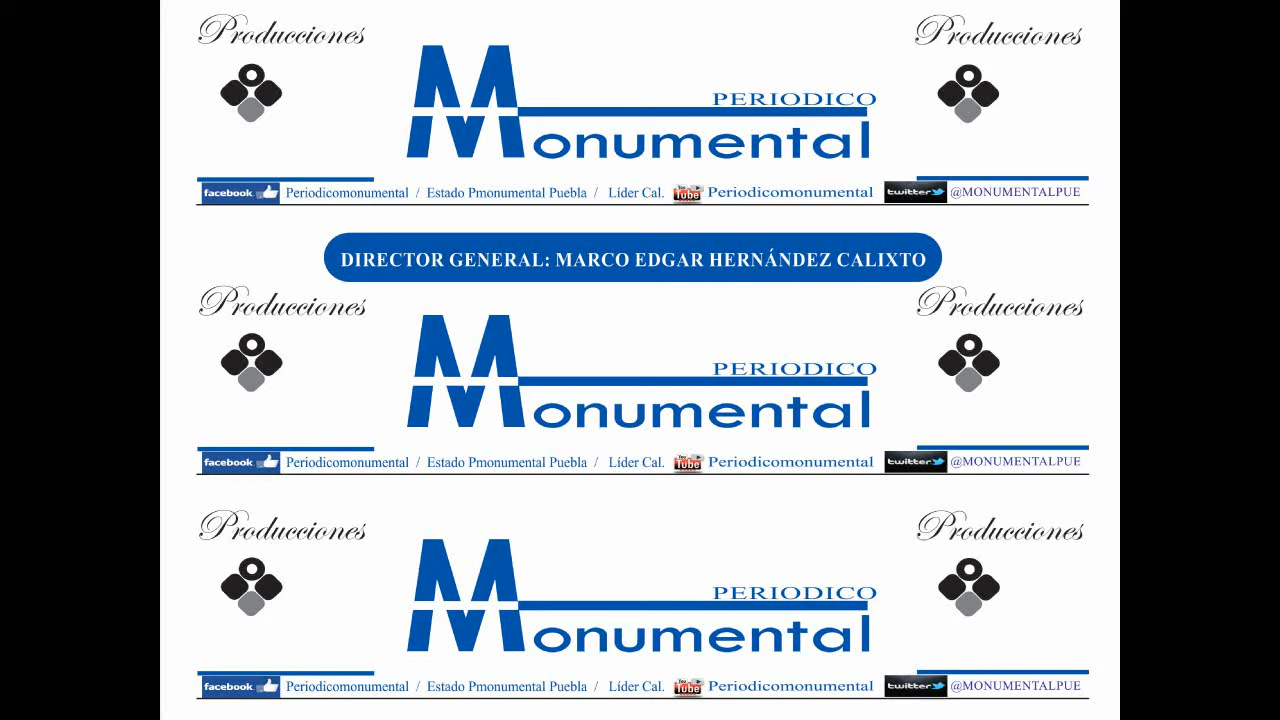 Producciones Producciones
PERIODICO
Monumental
facebook Periodicomonumental / Estado Pmonumental Puebla / Líder Cal. You Tube Periodicomonumental twitter @MONUMENTALPUE
DIRECTOR GENERAL: MARCO EDGAR HERNÁNDEZ CALIXTO
Producciones Producciones
PERIODICO
Monumental
facebook Periodicomonumental / Estado Pmonumental Puebla / Líder Cal. You Tube Periodicomonumental twitter @MONUMENTALPUE
Producciones Producciones
PERIODICO
Monumental
facebook Periodicomonumental / Estado Pmonumental Puebla / Líder Cal. You Tube Periodicomonumental twitter @MONUMENTALPUE